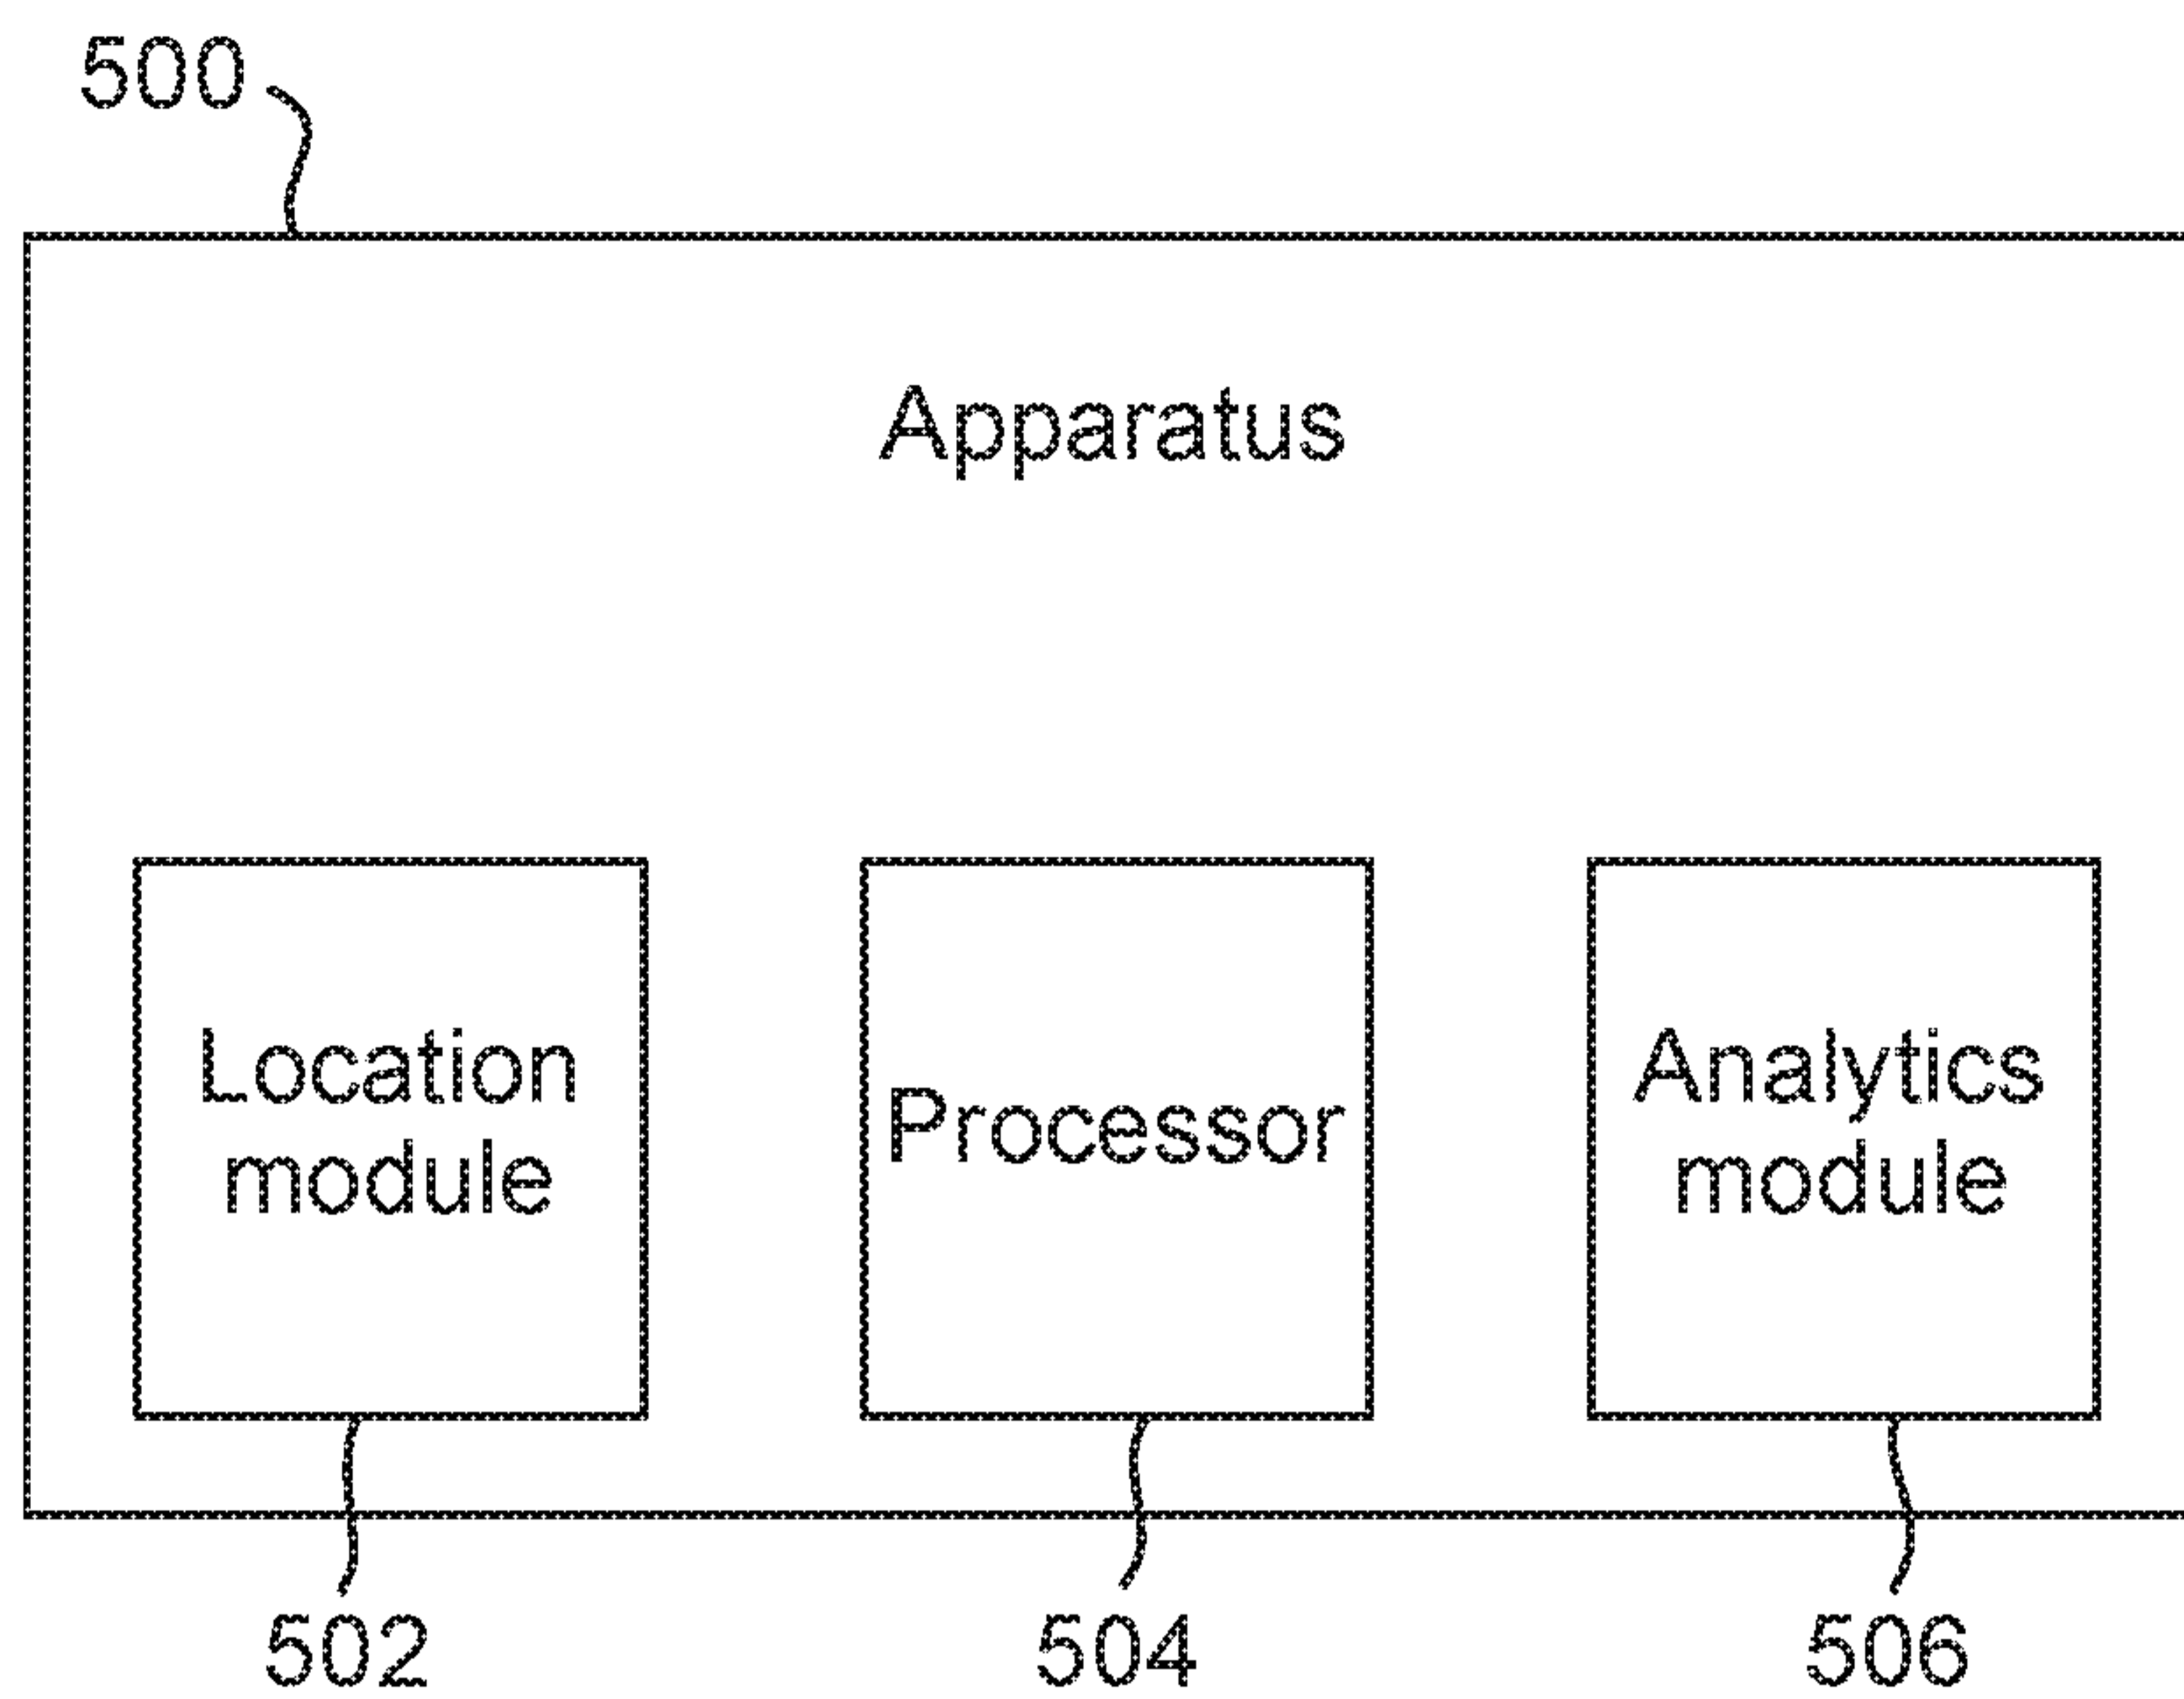 500
Apparatus
Location
module
Processor
Analytics
module
502
504
506